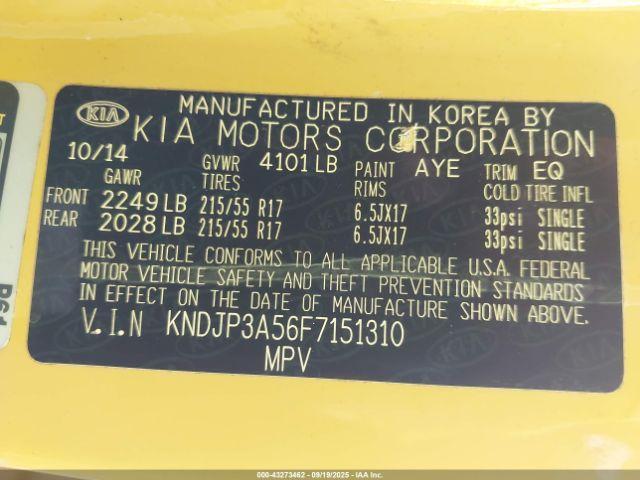 KIA MANUFACTURED IN KOREA BY
KIA MOTORS CORPORATION
10/14 GVWR 4101 LB PAINT AYE TRIM EQ
GAWR TIRES RIMS COLD TIRE INFL
FRONT 2249 LB 215/55 R17 6.5JX17 33psi SINGLE
REAR 2028 LB 215/55 R17 6.5JX17 33psi SINGLE
THIS VEHICLE CONFORMS TO ALL APPLICABLE U.S.A. FEDERAL
MOTOR VEHICLE SAFETY AND THEFT PREVENTION STANDARDS
IN EFFECT ON THE DATE OF MANUFACTURE SHOWN ABOVE.
V.I.N KNDJP3A56F7151310
MPV
000-43273462 - 09/19/2025 - IAA Inc.